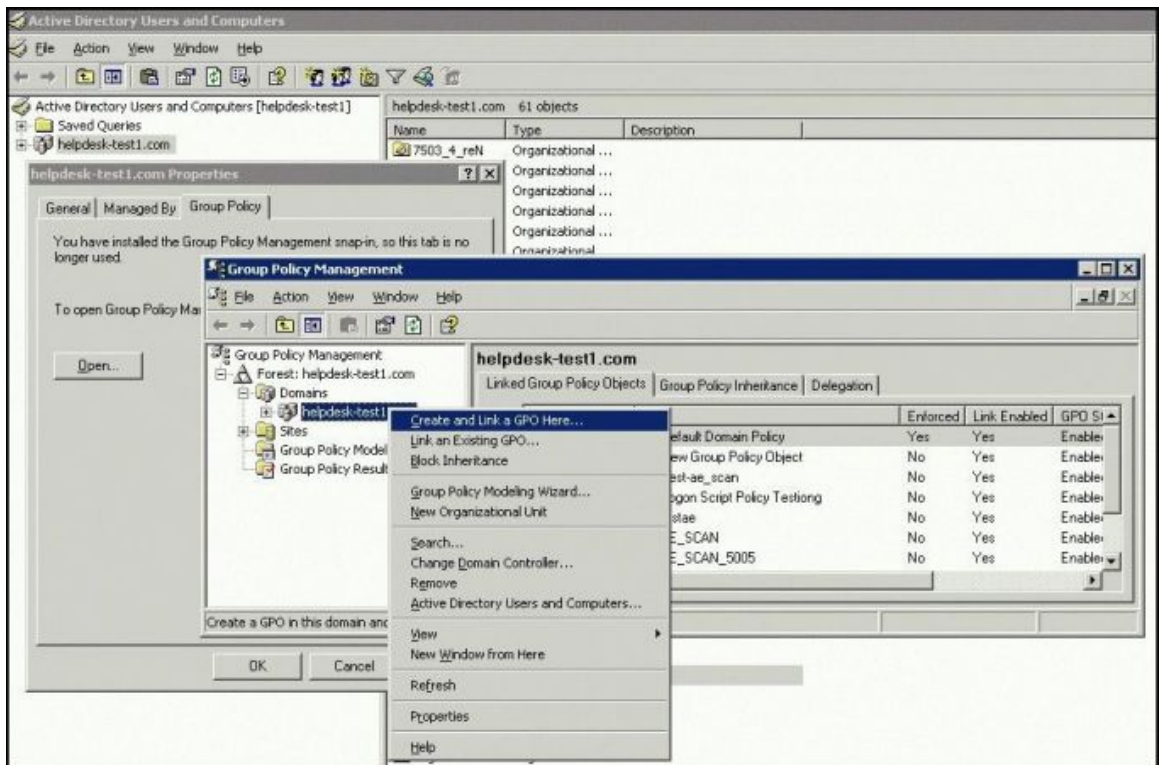 Active Directory Users and Computers
File Action View Window Help
Active Directory Users and Computers [helpdesk-test1]
Saved Queries
helpdesk-test1.com
helpdesk-test1.com 61 objects
Name Type Description
7503_4_reN Organizational ...
Organizational ...
Organizational ...
Organizational ...
Organizational ...
Organizational ...
helpdesk-test1.com Properties
General Managed By Group Policy
You have installed the Group Policy Management snap-in, so this tab is no
longer used.
To open Group Policy Ma
Open...
OK Cancel
Group Policy Management
File Action View Window Help
Group Policy Management
Forest: helpdesk-test1.com
Domains
helpdesk-test1
Sites
Group Policy Model
Group Policy Result
Create a GPO in this domain and
helpdesk-test1.com
Linked Group Policy Objects Group Policy Inheritance Delegation
Enforced Link Enabled GPO St
efault Domain Policy Yes Yes Enable
ew Group Policy Object No Yes Enable
est-ae_scan No Yes Enable
ogon Script Policy Testiong No Yes Enable
stae No Yes Enable
E_SCAN No Yes Enable
E_SCAN_5005 No Yes Enable
Create and Link a GPO Here...
Link an Existing GPO...
Block Inheritance
Group Policy Modeling Wizard...
New Organizational Unit
Search...
Change Domain Controller...
Remove
Active Directory Users and Computers...
View
New Window from Here
Refresh
Properties
Help